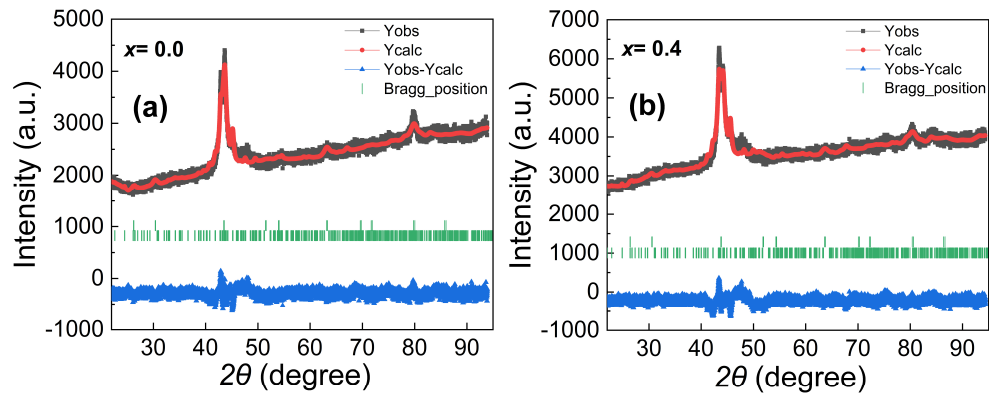 x= 0.0
(a)
Yobs
Ycalc
Yobs-Ycalc
Bragg_position
Intensity (a.u.)
5000
4000
3000
2000
1000
0
-1000
30 40 50 60 70 80 90
2θ (degree)
x= 0.4
(b)
Yobs
Ycalc
Yobs-Ycalc
Bragg_position
Intensity (a.u.)
7000
6000
5000
4000
3000
2000
1000
0
-1000
30 40 50 60 70 80 90
2θ (degree)